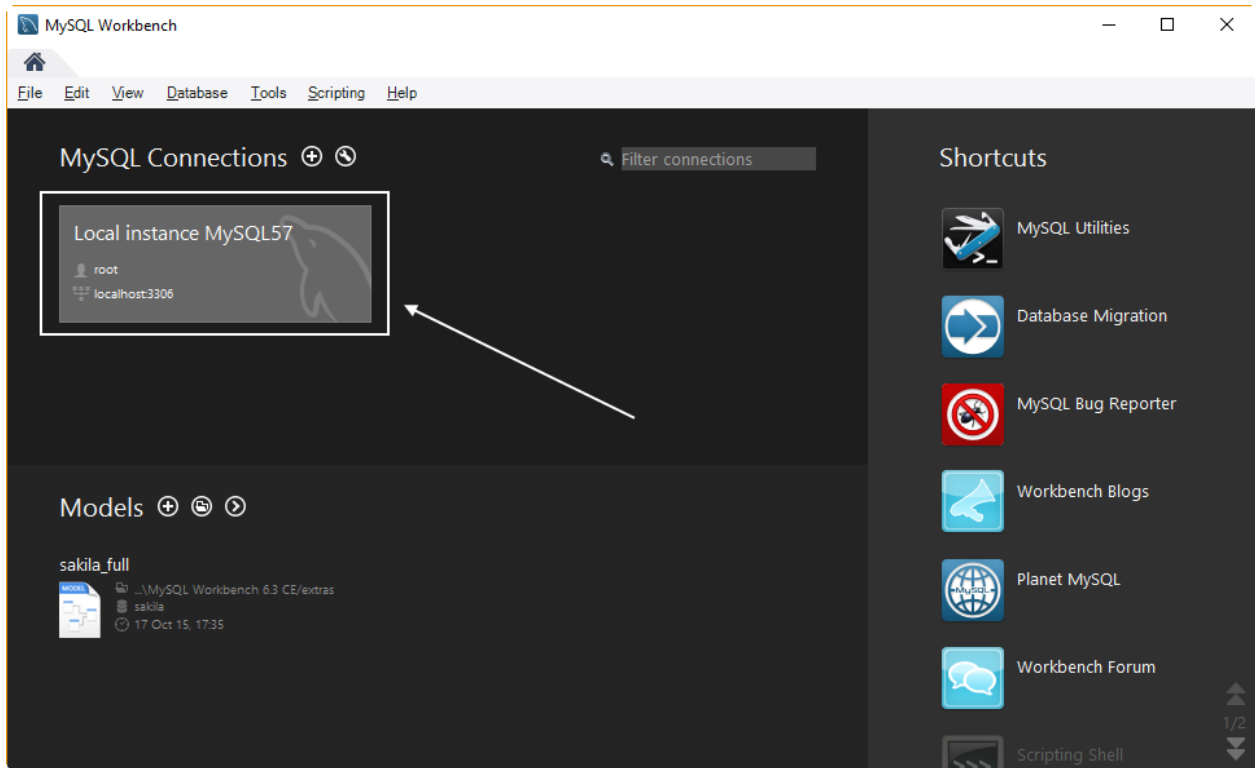 MySQL Workbench
File Edit View Database Tools Scripting Help
MySQL Connections
Filter connections
Local instance MySQL57
root
localhost:3306
Models
sakila_full
MODEL
...\MySQL Workbench 6.3 CE/extras
sakila
17 Oct 15, 17:35
Shortcuts
MySQL Utilities
Database Migration
MySQL Bug Reporter
Workbench Blogs
MySQL
Planet MySQL
Workbench Forum
1/2
Scripting Shell